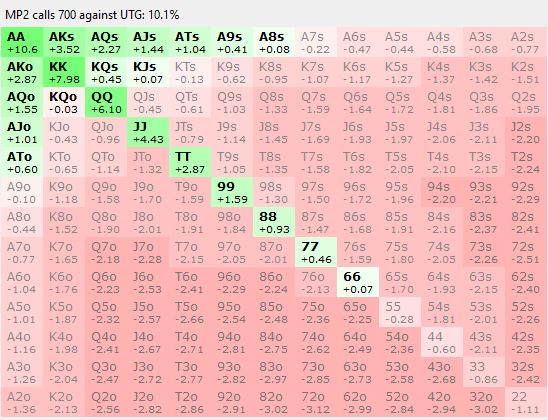 MP2 calls 700 against UTG: 10.1%
AA AKs AQs AJs ATs A9s A8s A7s A6s A5s A4s A3s A2s
+10.6 +3.52 +2.27 +1.44 +1.04 +0.41 +0.08 -0.22 -0.47 -0.44 -0.58 -0.68 -0.77
AKo KK KQs KJs KTs K9s K8s K7s K6s K5s K4s K3s K2s
+2.87 +7.98 +0.45 +0.07 -0.13 -0.62 -0.95 -1.07 -1.17 -1.27 -1.37 -1.42 -1.51
AQo KQo QQ QJs QTs Q9s Q8s Q7s Q6s Q5s Q4s Q3s Q2s
+1.55 -0.03 +6.10 -0.45 -0.61 -1.03 -1.33 -1.59 -1.64 -1.72 -1.81 -1.86 -1.95
AJo KJo QJo JJ JTs J9s J8s J7s J6s J5s J4s J3s J2s
+1.01 -0.43 -0.96 +4.43 -0.79 -1.14 -1.45 -1.69 -1.93 -1.97 -2.06 -2.11 -2.20
ATo KTo QTo JTo TT T9s T8s T7s T6s T5s T4s T3s T2s
+0.60 -0.65 -1.14 -1.32 +2.87 -1.05 -1.35 -1.58 -1.82 -2.05 -2.10 -2.15 -2.24
A9o K9o Q9o J9o T9o 99 98s 97s 96s 95s 94s 93s 92s
-0.10 -1.18 -1.58 -1.70 -1.59 +1.59 -1.30 -1.50 -1.72 -1.96 -2.20 -2.21 -2.29
A8o K8o Q8o J8o T8o 98o 88 87s 86s 85s 84s 83s 82s
-0.44 -1.52 -1.90 -2.01 -1.91 -1.84 +0.93 -1.47 -1.68 -1.91 -2.16 -2.37 -2.41
A7o K7o Q7o J7o T7o 97o 87o 77 76s 75s 74s 73s 72s
-0.77 -1.65 -2.18 -2.28 -2.15 -2.05 -2.01 +0.46 -1.59 -1.80 -2.05 -2.26 -2.51
A6o K6o Q6o J6o T6o 96o 86o 76o 66 65s 64s 63s 62s
-1.04 -1.76 -2.23 -2.53 -2.41 -2.29 -2.24 -2.13 +0.07 -1.70 -1.93 -2.15 -2.40
A5o K5o Q5o J5o T5o 95o 85o 75o 65o 55 54s 53s 52s
-1.01 -1.87 -2.32 -2.57 -2.66 -2.54 -2.48 -2.36 -2.25 -0.28 -1.81 -2.01 -2.26
A4o K4o Q4o J4o T4o 94o 84o 74o 64o 54o 44 43s 42s
-1.16 -1.98 -2.41 -2.67 -2.71 -2.81 -2.75 -2.62 -2.49 -2.36 -0.60 -2.11 -2.35
A3o K3o Q3o J3o T3o 93o 83o 73o 63o 53o 43o 33 32s
-1.26 -2.04 -2.47 -2.72 -2.77 -2.82 -2.97 -2.85 -2.73 -2.58 -2.68 -0.86 -2.42
A2o K2o Q2o J2o T2o 92o 82o 72o 62o 52o 42o 32o 22
-1.36 -2.13 -2.56 -2.82 -2.86 -2.91 -3.02 -3.12 -2.99 -2.84 -2.94 -3.02 -1.11